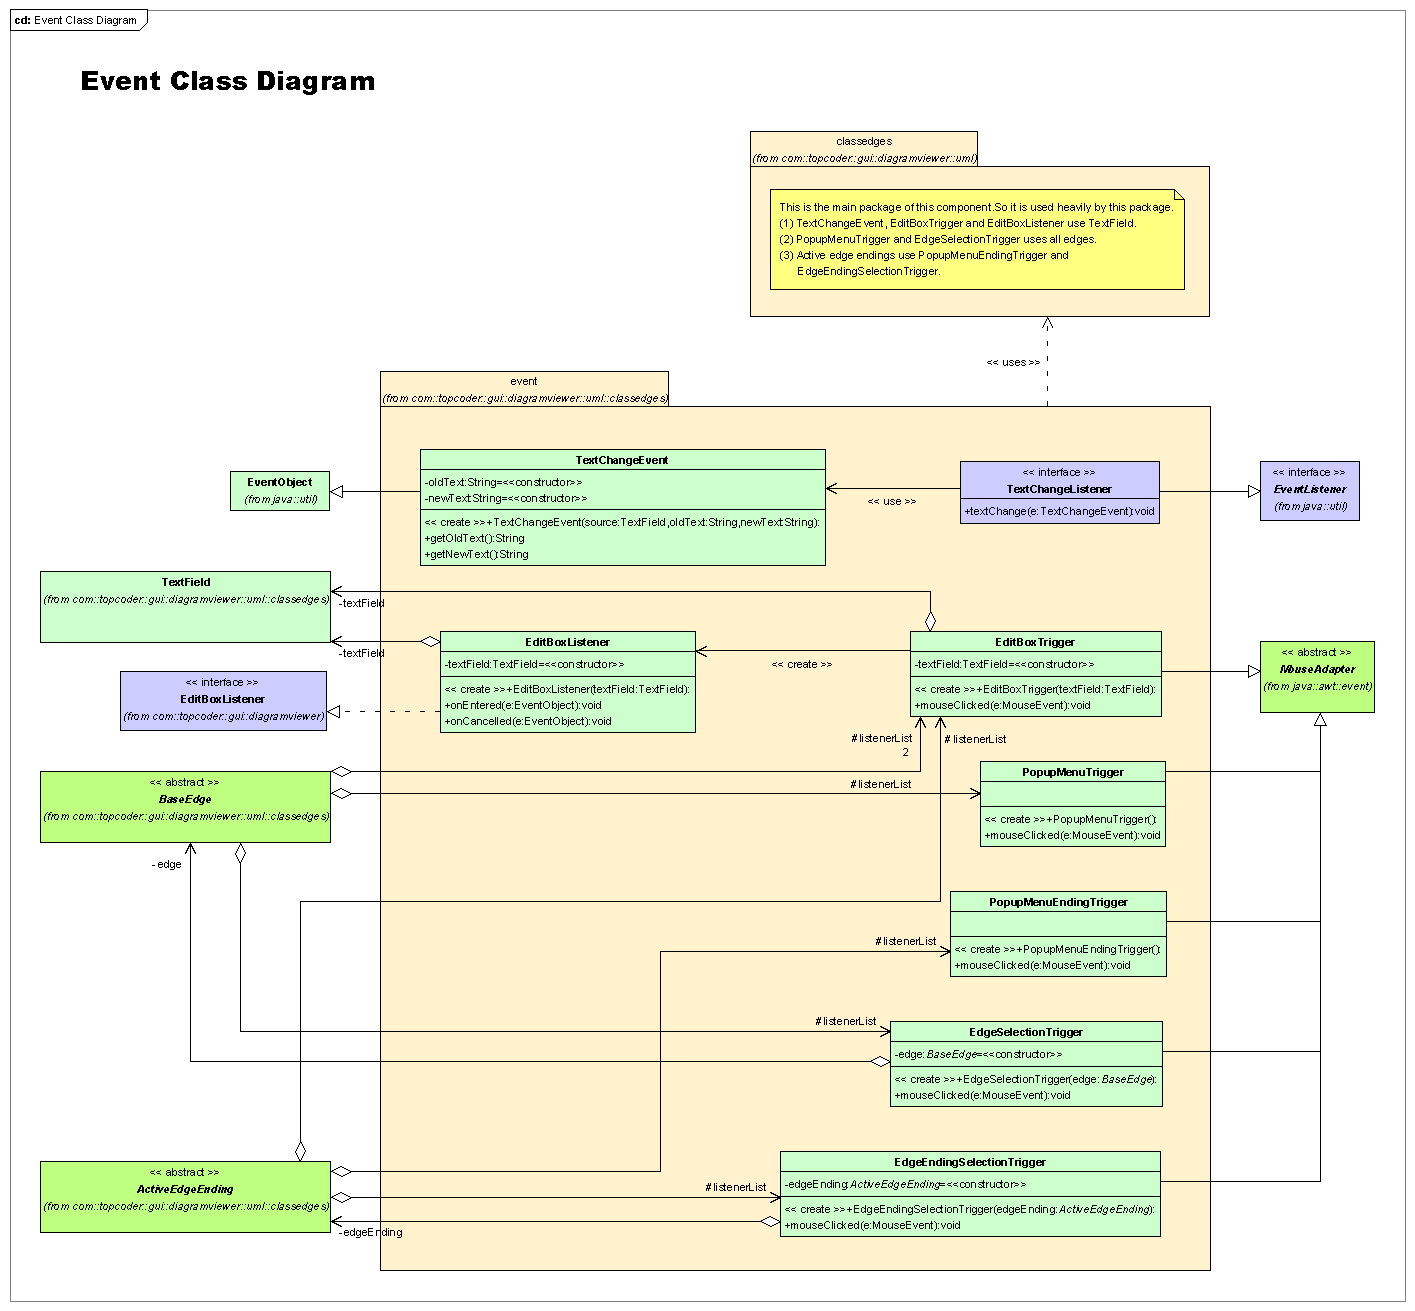 cd: Event Class Diagram
Event Class Diagram
classedges
(from com::topcoder::gui::diagramviewer::uml)
This is the main package of this component.So it is used heavily by this package.
(1) TextChangeEvent, EditBoxTrigger and EditBoxListener use TextField.
(2) PopupMenuTrigger and EdgeSelectionTrigger uses all edges.
(3) Active edge endings use PopupMenuEndingTrigger and
EdgeEndingSelectionTrigger.
<< uses >>
event
(from com::topcoder::gui::diagramviewer::uml::classedges)
EventObject
(from java::util)
TextChangeEvent
-oldText:String=<<constructor>>
-newText:String=<<constructor>>
<< create >>+TextChangeEvent(source:TextField,oldText:String,newText:String):
+getOldText():String
+getNewText():String
<< use >>
<< interface >>
TextChangeListener
+textChange(e:TextChangeEvent):void
<< interface >>
EventListener
(from java::util)
TextField
(from com::topcoder::gui::diagramviewer::uml::classedges)
-textField
-textField
EditBoxListener
-textField:TextField=<<constructor>>
<< create >>+EditBoxListener(textField:TextField):
+onEntered(e:EventObject):void
+onCancelled(e:EventObject):void
<< create >>
EditBoxTrigger
-textField:TextField=<<constructor>>
<< create >>+EditBoxTrigger(textField:TextField):
+mouseClicked(e:MouseEvent):void
<< abstract >>
MouseAdapter
(from java::awt::event)
<< interface >>
EditBoxListener
(from com::topcoder::gui::diagramviewer)
#listenerList
2
#listenerList
<< abstract >>
BaseEdge
(from com::topcoder::gui::diagramviewer::uml::classedges)
#listenerList
PopupMenuTrigger
<< create >>+PopupMenuTrigger():
+mouseClicked(e:MouseEvent):void
-edge
PopupMenuEndingTrigger
<< create >>+PopupMenuEndingTrigger():
+mouseClicked(e:MouseEvent):void
#listenerList
#listenerList
EdgeSelectionTrigger
-edge:BaseEdge=<<constructor>>
<< create >>+EdgeSelectionTrigger(edge:BaseEdge):
+mouseClicked(e:MouseEvent):void
<< abstract >>
ActiveEdgeEnding
(from com::topcoder::gui::diagramviewer::uml::classedges)
#listenerList
-edgeEnding
EdgeEndingSelectionTrigger
-edgeEnding:ActiveEdgeEnding=<<constructor>>
<< create >>+EdgeEndingSelectionTrigger(edgeEnding:ActiveEdgeEnding):
+mouseClicked(e:MouseEvent):void